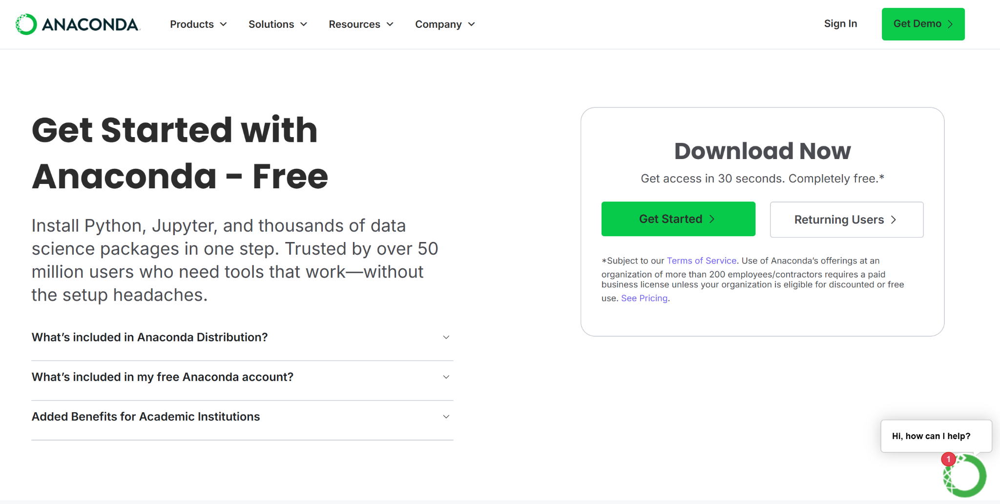 ANACONDA.
Products
Solutions
Resources
Company
Sign In
Get Demo
Get Started with
Anaconda - Free
Install Python, Jupyter, and thousands of data
science packages in one step. Trusted by over 50
million users who need tools that work—without
the setup headaches.
What’s included in Anaconda Distribution?
What’s included in my free Anaconda account?
Added Benefits for Academic Institutions
Download Now
Get access in 30 seconds. Completely free.*
Get Started
Returning Users
*Subject to our Terms of Service. Use of Anaconda’s offerings at an
organization of more than 200 employees/contractors requires a paid
business license unless your organization is eligible for discounted or free
use. See Pricing.
Hi, how can I help?
1